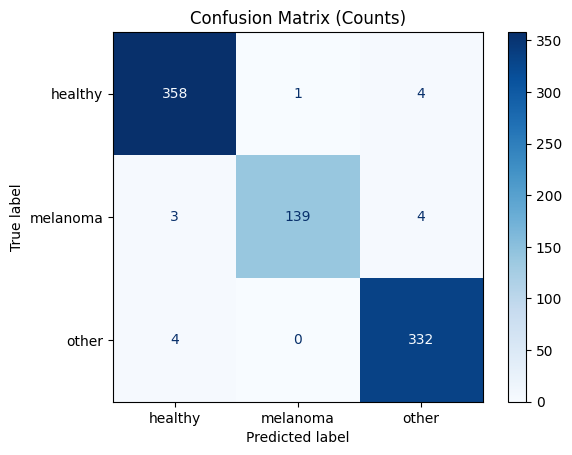 Confusion Matrix (Counts)
True label
healthy 358 1 4
melanoma 3 139 4
other 4 0 332
healthy melanoma other
Predicted label
350
300
250
200
150
100
50
0